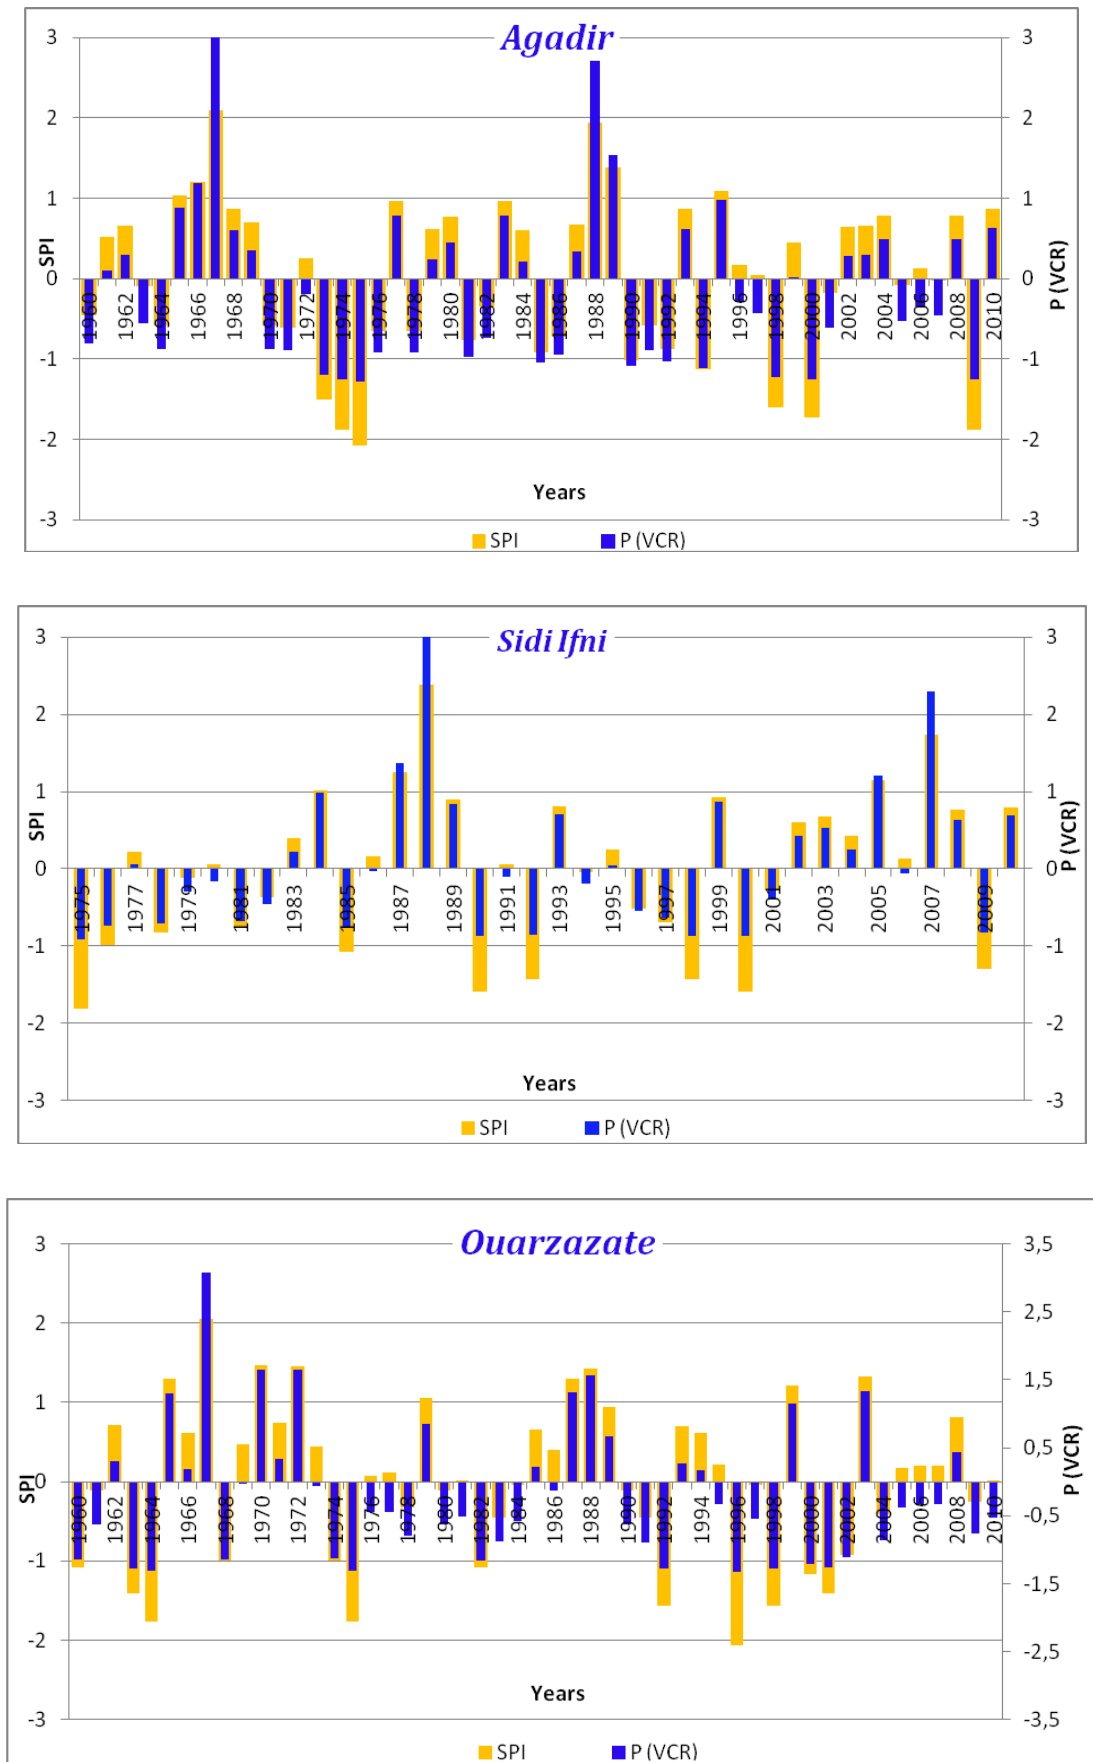 Agadir
3 3
2 2
1 1
0 0
-1 -1
-2 -2
-3 -3
SPI
P (VCR)
1960 1962 1964 1966 1968 1970 1972 1974 1976 1978 1980 1982 1984 1986 1988 1990 1992 1994 1996 1998 2000 2002 2004 2006 2008 2010
Years
SPI P (VCR)
Sidi Ifni
3 3
2 2
1 1
0 0
-1 -1
-2 -2
-3 -3
SPI
P (VCR)
1975 1977 1979 1981 1983 1985 1987 1989 1991 1993 1995 1997 1999 2001 2003 2005 2007 2009
Years
SPI P (VCR)
Ouarzazate
3 3,5
2 2,5
1 1,5
0 0,5
-1 -0,5
-2 -1,5
-3 -2,5
-3,5
SPI
P (VCR)
1960 1962 1964 1966 1968 1970 1972 1974 1976 1978 1980 1982 1984 1986 1988 1990 1992 1994 1996 1998 2000 2002 2004 2006 2008 2010
Years
SPI P (VCR)